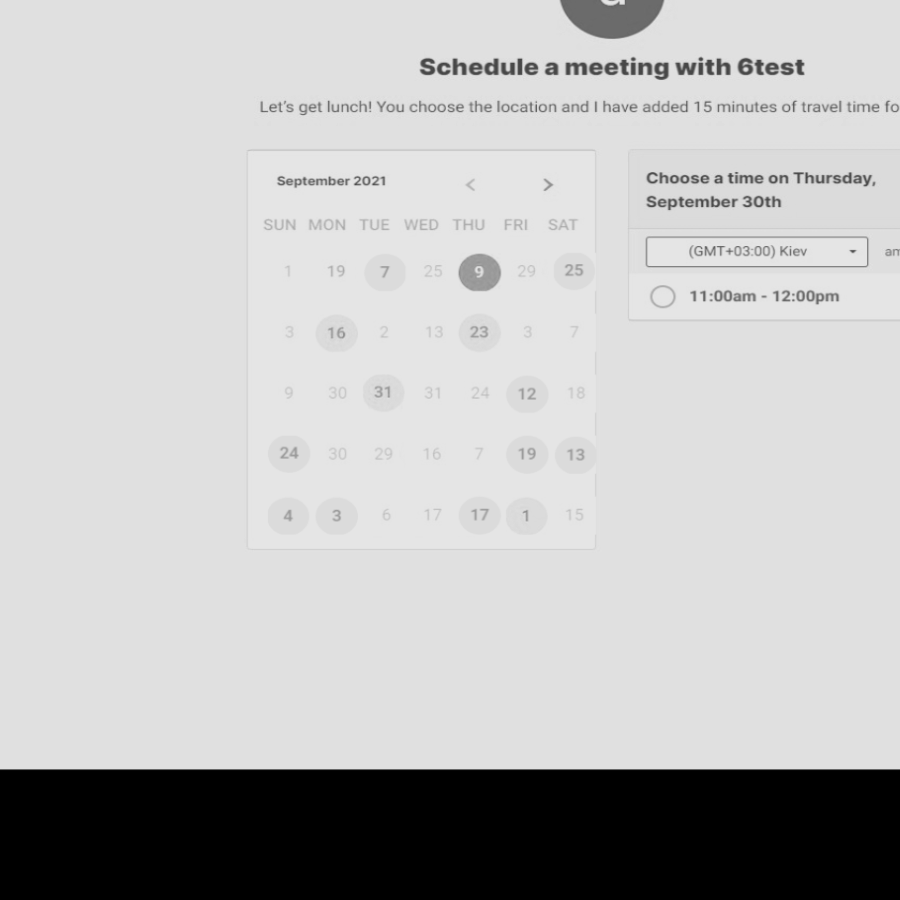 Schedule a meeting with 6test
Let's get lunch! You choose the location and I have added 15 minutes of travel time
September 2021 < >
SUN MON TUE WED THU FRI SAT
1 19 7 25 9 29 25
3 16 2 13 23 3 7
9 30 31 31 24 12 18
24 30 29 16 7 19 13
4 3 6 17 17 1 15
Choose a time on Thursday,
September 30th
(GMT+03:00) Kiev
11:00am - 12:00pm